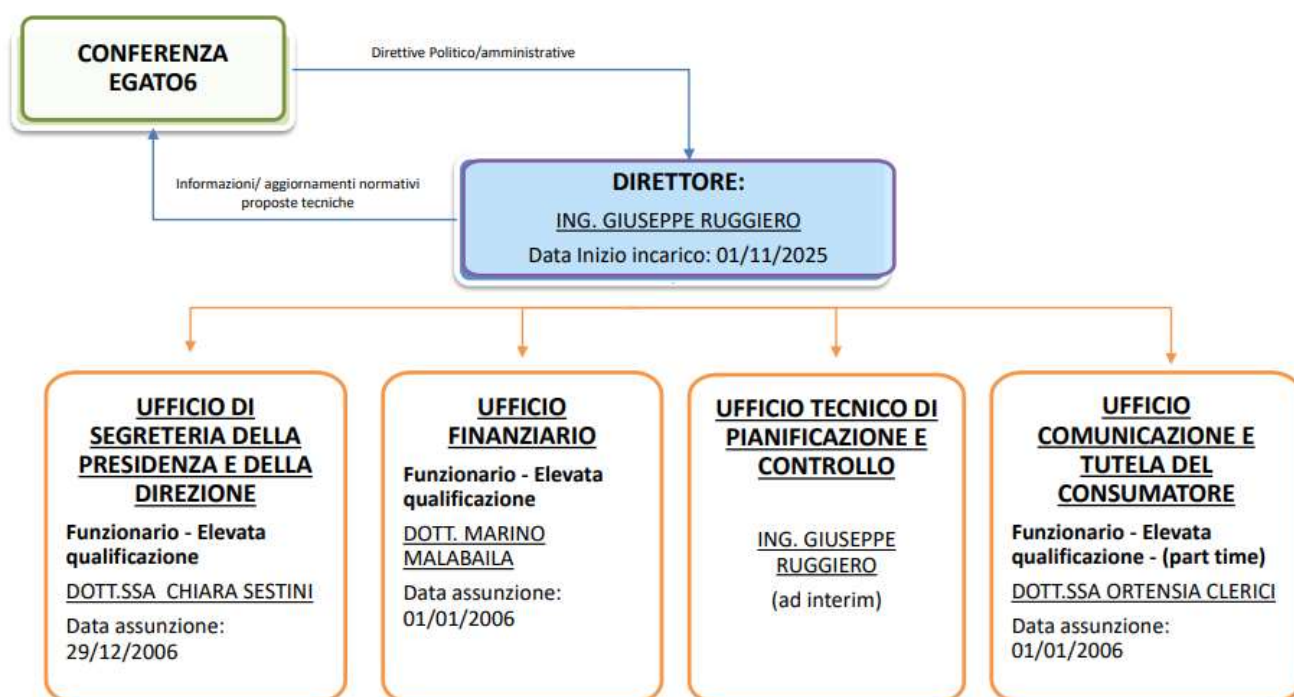 CONFERENZA
EGATO6
Direttive Politico/amministrative
Informazioni/ aggiornamenti normativi
proposte tecniche
DIRETTORE:
ING. GIUSEPPE RUGGIERO
Data Inizio incarico: 01/11/2025
UFFICIO DI
SEGRETERIA DELLA
PRESIDENZA E DELLA
DIREZIONE
Funzionario - Elevata
qualificazione
DOTT.SSA CHIARA SESTINI
Data assunzione:
29/12/2006
UFFICIO
FINANZIARIO
Funzionario - Elevata
qualificazione
DOTT. MARINO
MALABAILA
Data assunzione:
01/01/2006
UFFICIO TECNICO DI
PIANIFICAZIONE E
CONTROLLO
ING. GIUSEPPE
RUGGIERO
(ad interim)
UFFICIO
COMUNICAZIONE E
TUTELA DEL
CONSUMATORE
Funzionario - Elevata
qualificazione - (part time)
DOTT.SSA ORTENSIA CLERICI
Data assunzione:
01/01/2006